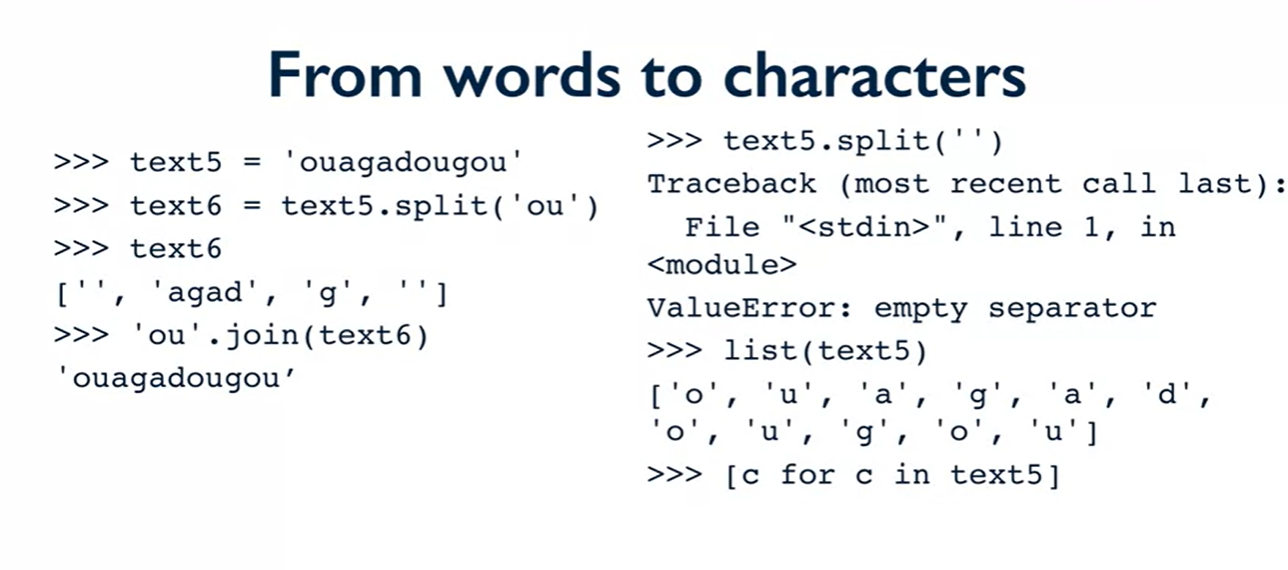 From words to characters
>>> text5 = 'ouagadougou'
>>> text6 = text5.split('ou')
>>> text6
['', 'agad', 'g', '']
>>> 'ou'.join(text6)
'ouagadougou’
>>> text5.split('')
Traceback (most recent call last):
  File "<stdin>", line 1, in
<module>
ValueError: empty separator
>>> list(text5)
['o', 'u', 'a', 'g', 'a', 'd',
'o', 'u', 'g', 'o', 'u']
>>> [c for c in text5]